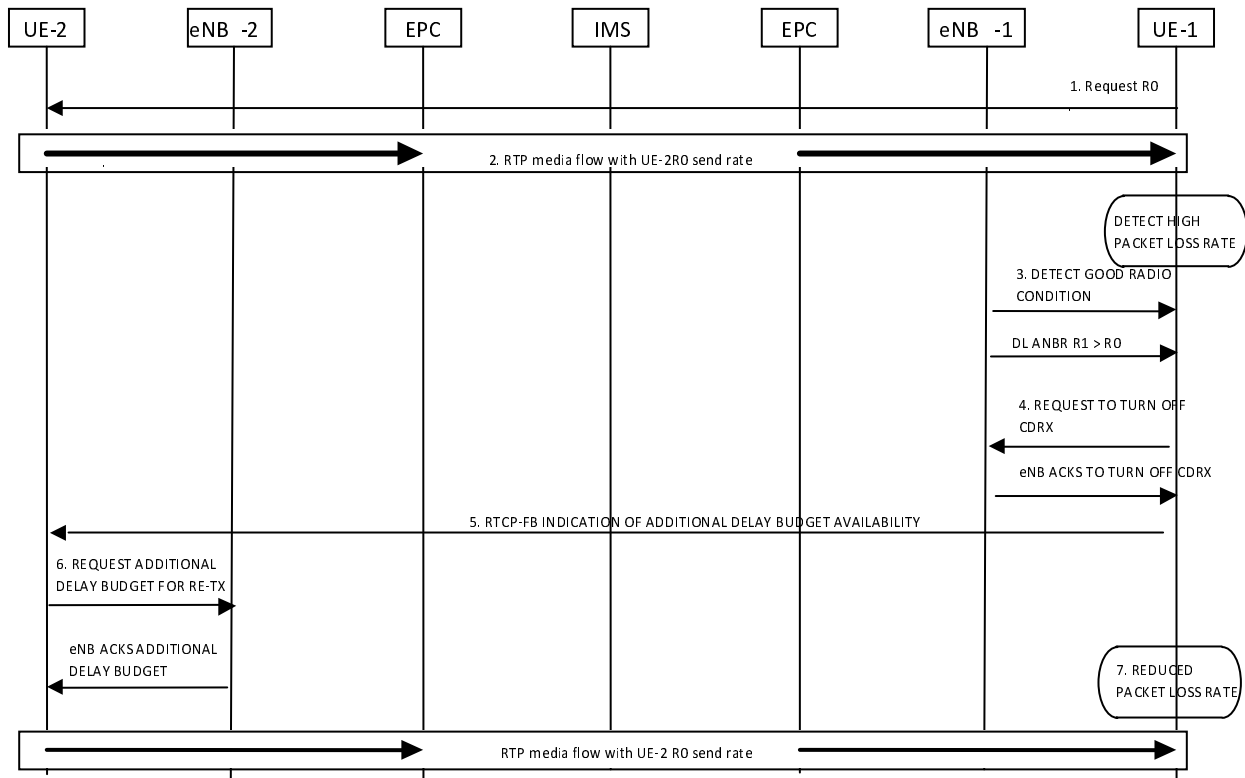 UE-2 eNB -2 EPC IMS EPC eNB -1 UE-1
1. Request R0
2. RTP media flow with UE-2R0 send rate
DETECT HIGH
PACKET LOSS RATE
3. DETECT GOOD RADIO
CONDITION
DL ANBR R1 > R0
4. REQUEST TO TURN OFF
CDRX
eNB ACKS TO TURN OFF CDRX
5. RTCP-FB INDICATION OF ADDITIONAL DELAY BUDGET AVAILABILITY
6. REQUEST ADDITIONAL
DELAY BUDGET FOR RE-TX
eNB ACKS ADDITIONAL
DELAY BUDGET
7. REDUCED
PACKET LOSS RATE
RTP media flow with UE-2 R0 send rate